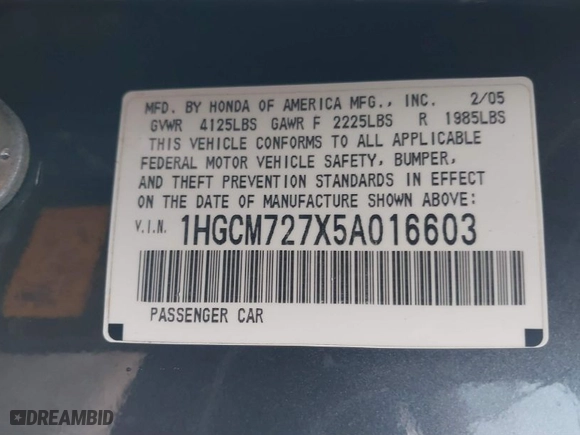 MFD. BY HONDA OF AMERICA MFG., INC. 2/05
GVWR 4125LBS GAWR F 2225LBS R 1985LBS
THIS VEHICLE CONFORMS TO ALL APPLICABLE
FEDERAL MOTOR VEHICLE SAFETY, BUMPER,
AND THEFT PREVENTION STANDARDS IN EFFECT
ON THE DATE OF MANUFACTURE SHOWN ABOVE:
V.I.N. 1HGCM727X5A016603
PASSENGER CAR
DREAMBID